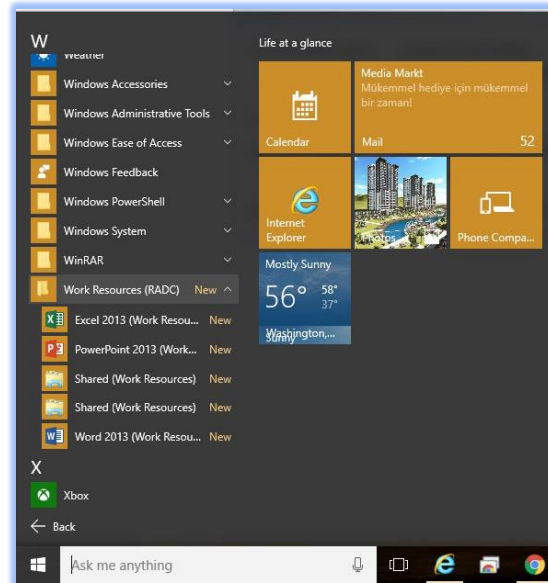 W
Weather
Windows Accessories
Windows Administrative Tools
Windows Ease of Access
Windows Feedback
Windows PowerShell
Windows System
WinRAR
Work Resources (RADC) New
Excel 2013 (Work Resou... New
PowerPoint 2013 (Work... New
Shared (Work Resources) New
Shared (Work Resources) New
Word 2013 (Work Resou... New
X
Xbox
Back
Ask me anything
Life at a glance
Calendar
Media Markt
Mükemmel hediye için mükemmel
bir zaman!
Mail 52
Internet
Explorer
Photos
Phone Compa...
Mostly Sunny
56° 58°
37°
Washington,...
Sunny